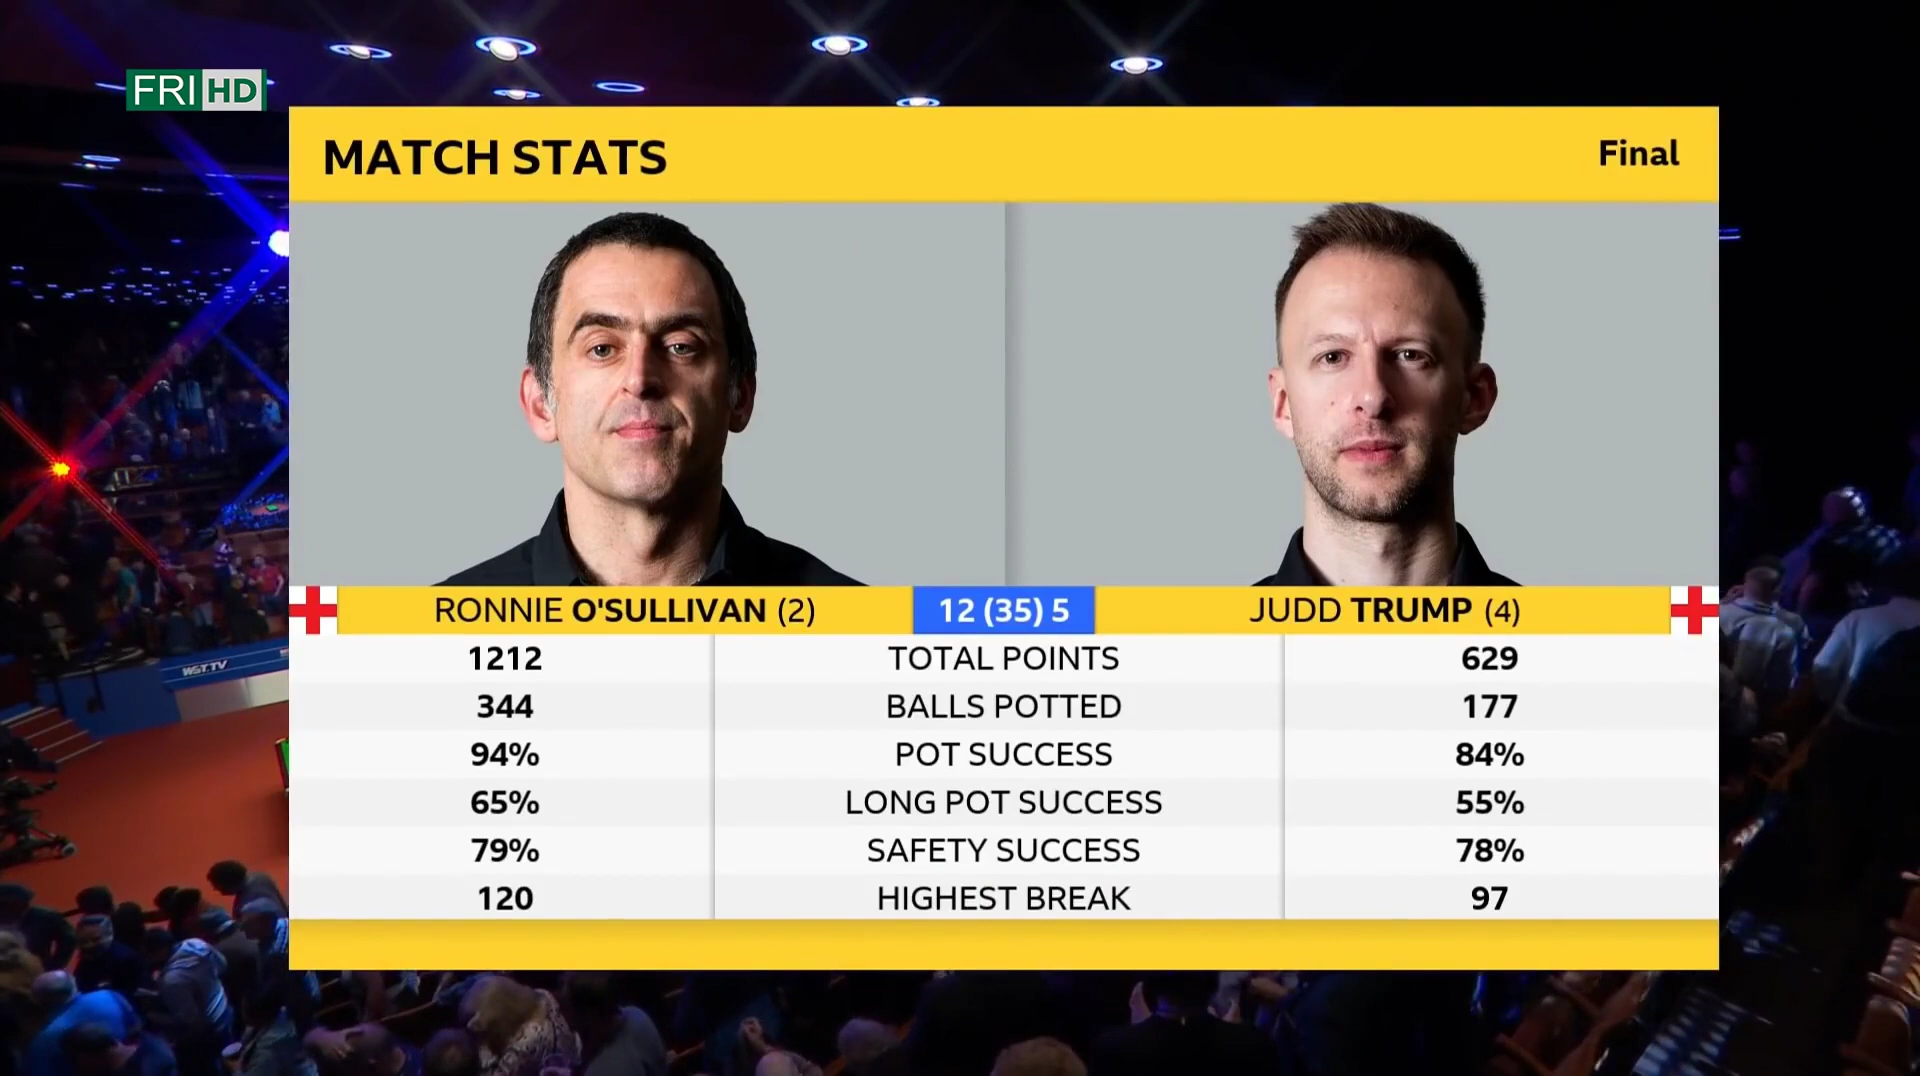 FRI HD
MATCH STATS
Final
RONNIE O'SULLIVAN (2) 12 (35) 5 JUDD TRUMP (4)
1212 TOTAL POINTS 629
344 BALLS POTTED 177
94% POT SUCCESS 84%
65% LONG POT SUCCESS 55%
79% SAFETY SUCCESS 78%
120 HIGHEST BREAK 97
WST.TV